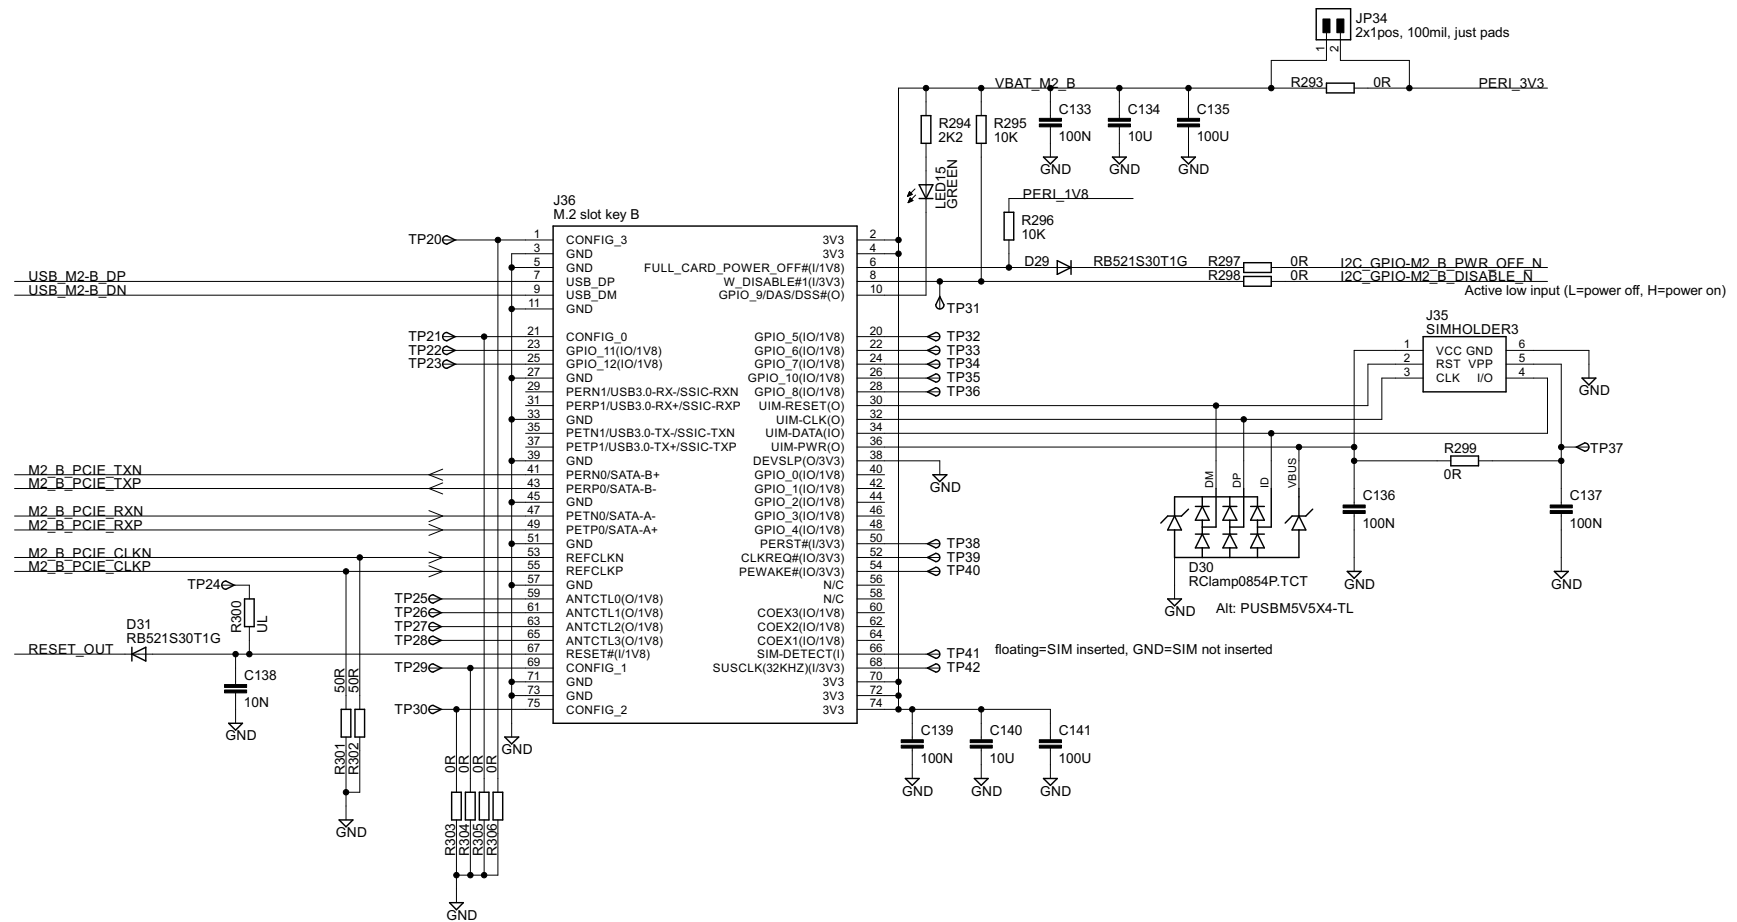 JP34
2x1pos, 100mil, just pads
1
2
VBAT_M2_B
R293
0R
PERI_3V3
R294
2K2
R295
10K
C133
100N
C134
10U
C135
100U
GND
GND
GND
LED15
GREEN
PERI_1V8
R296
10K
J36
M.2 slot key B
TP20
1 CONFIG_3 3V3 2
3 GND 3V3 4
5 GND FULL_CARD_POWER_OFF#(I/1V8) 6
D29
RB521S30T1G
R297
0R
I2C_GPIO-M2_B_PWR_OFF_N
USB_M2-B_DP
7 USB_DP W_DISABLE#1(I/3V3) 8
R298
0R
I2C_GPIO-M2_B_DISABLE_N
USB_M2-B_DN
9 USB_DM GPIO_9/DAS/DSS#(O) 10
Active low input (L=power off, H=power on)
11 GND
TP31
J35
SIMHOLDER3
1 VCC GND 6
2 RST VPP 5
3 CLK I/O 4
GND
TP21
21 CONFIG_0 GPIO_5(IO/1V8) 20 TP32
TP22
23 GPIO_11(IO/1V8) GPIO_6(IO/1V8) 22 TP33
TP23
25 GPIO_12(IO/1V8) GPIO_7(IO/1V8) 24 TP34
27 GND GPIO_10(IO/1V8) 26 TP35
29 PERN1/USB3.0-RX-/SSIC-RXN GPIO_8(IO/1V8) 28 TP36
31 PERP1/USB3.0-RX+/SSIC-RXP UIM-RESET(O) 30
33 GND UIM-CLK(O) 32
35 PETN1/USB3.0-TX-/SSIC-TXN UIM-DATA(IO) 34
37 PETP1/USB3.0-TX+/SSIC-TXP UIM-PWR(O) 36
39 GND DEVSLP(O/3V3) 38
GND
R299
0R
TP37
M2_B_PCIE_TXN
41 PERN0/SATA-B+ GPIO_0(IO/1V8) 40
M2_B_PCIE_TXP
43 PERP0/SATA-B- GPIO_1(IO/1V8) 42
45 GND GPIO_2(IO/1V8) 44
M2_B_PCIE_RXN
47 PETN0/SATA-A- GPIO_3(IO/1V8) 46
M2_B_PCIE_RXP
49 PETP0/SATA-A+ GPIO_4(IO/1V8) 48
51 GND PERST#(I/3V3) 50 TP38
M2_B_PCIE_CLKN
53 REFCLKN CLKREQ#(IO/3V3) 52 TP39
M2_B_PCIE_CLKP
55 REFCLKP PEWAKE#(IO/3V3) 54 TP40
57 GND N/C 56
DM
DP
ID
VBUS
D30
RClamp0854P.TCT
Alt: PUSBM5V5X4-TL
GND
C136
100N
GND
C137
100N
GND
TP24
R300
UL
TP25
59 ANTCTL0(O/1V8) N/C 58
TP26
61 ANTCTL1(O/1V8) COEX3(IO/1V8) 60
TP27
63 ANTCTL2(O/1V8) COEX2(IO/1V8) 62
TP28
65 ANTCTL3(O/1V8) COEX1(IO/1V8) 64
D31
RB521S30T1G
RESET_OUT
67 RESET#(I/1V8) SIM-DETECT(I) 66 TP41
floating=SIM inserted, GND=SIM not inserted
TP29
69 CONFIG_1 SUSCLK(32KHZ)(I/3V3) 68 TP42
71 GND 3V3 70
73 GND 3V3 72
TP30
75 CONFIG_2 3V3 74
C138
10N
GND
50R
50R
R301
R302
GND
GND
C139
100N
C140
10U
C141
100U
GND
GND
GND
0R
0R
0R
0R
R303
R304
R305
R306
GND